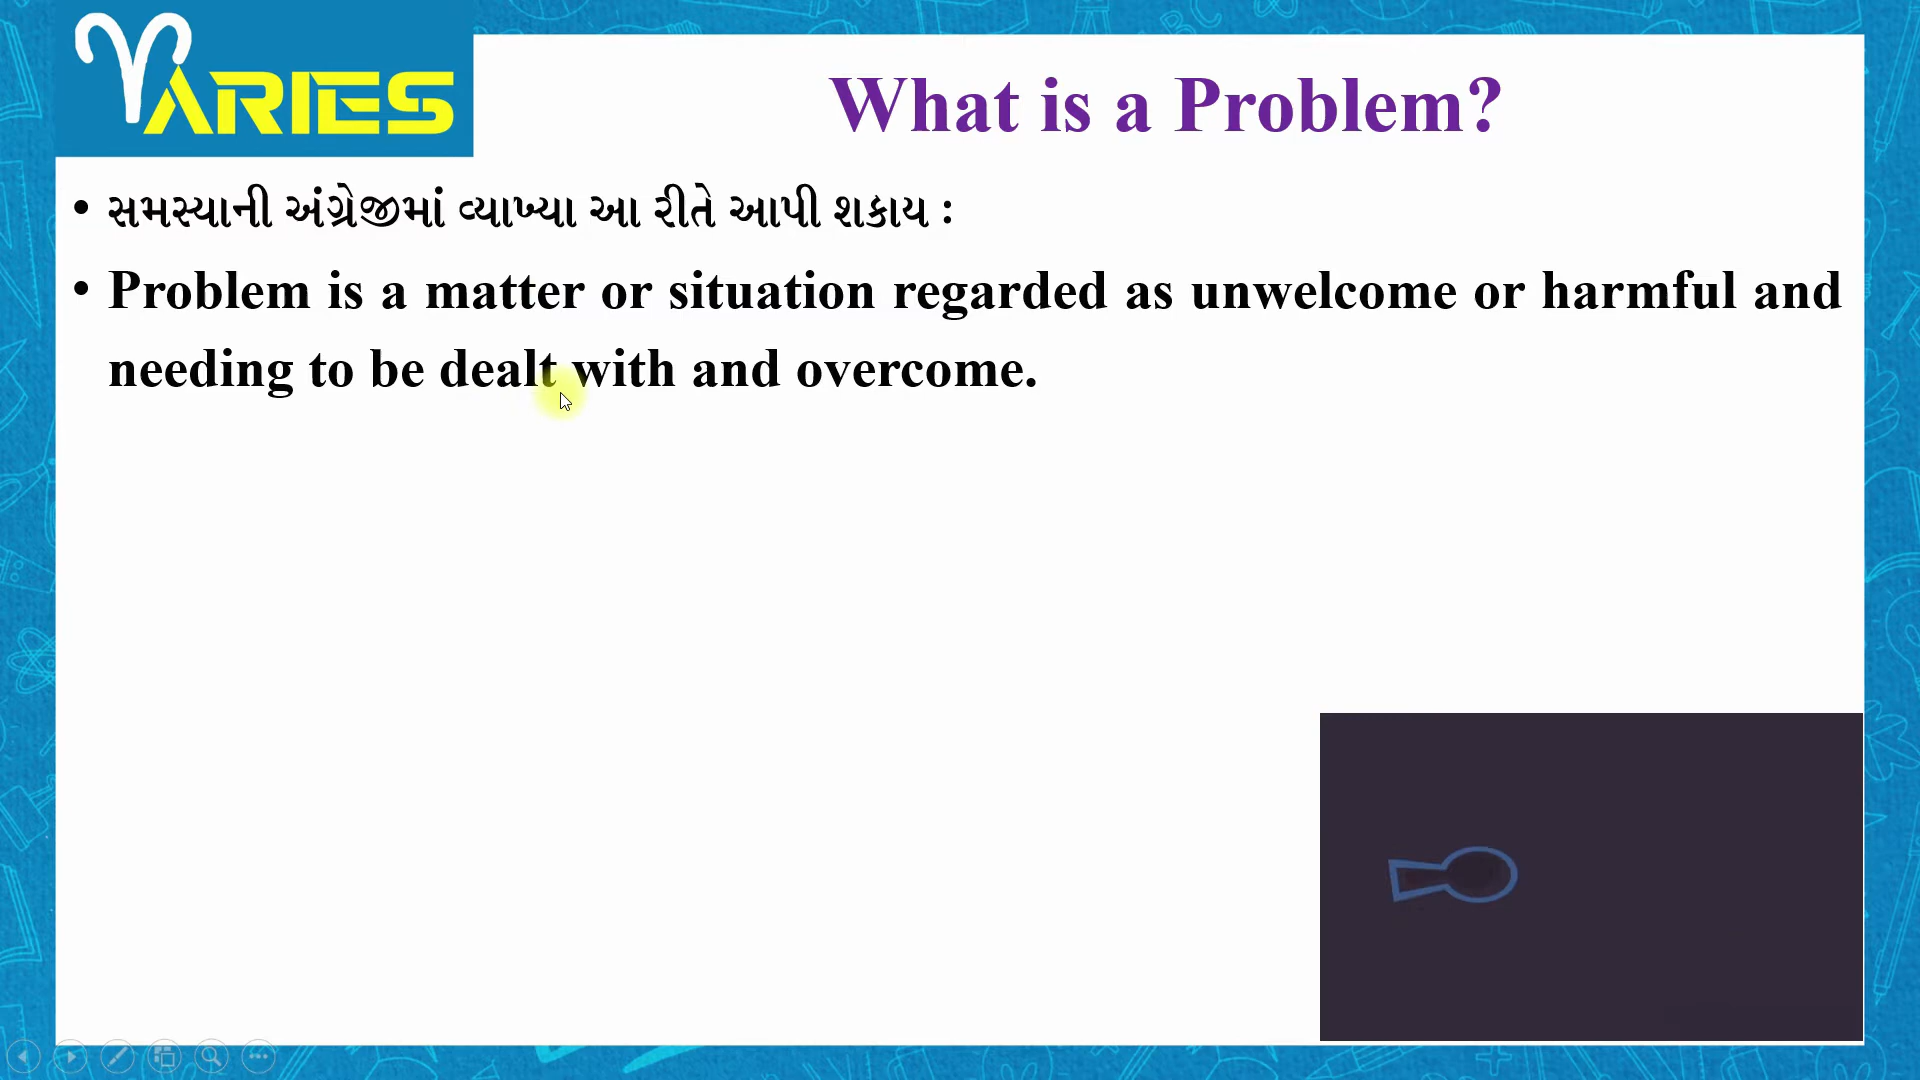 ARIES
What is a Problem?
• સમસ્યાની અંગ્રેજીમાં વ્યાખ્યા આ રીતે આપી શકાય :
• Problem is a matter or situation regarded as unwelcome or harmful and
needing to be dealt with and overcome.